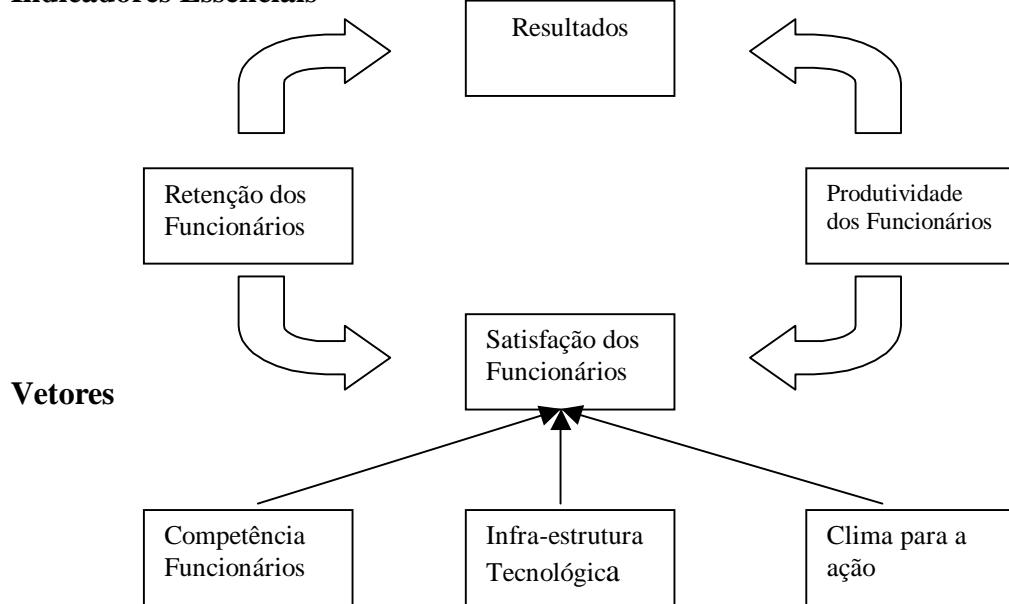 Indicadores Essenciais
Resultados
Retenção dos
Funcionários
Produtividade
dos Funcionários
Satisfação dos
Funcionários
Vetores
Competência
Funcionários
Infra-estrutura
Tecnológica
Clima para a
ação